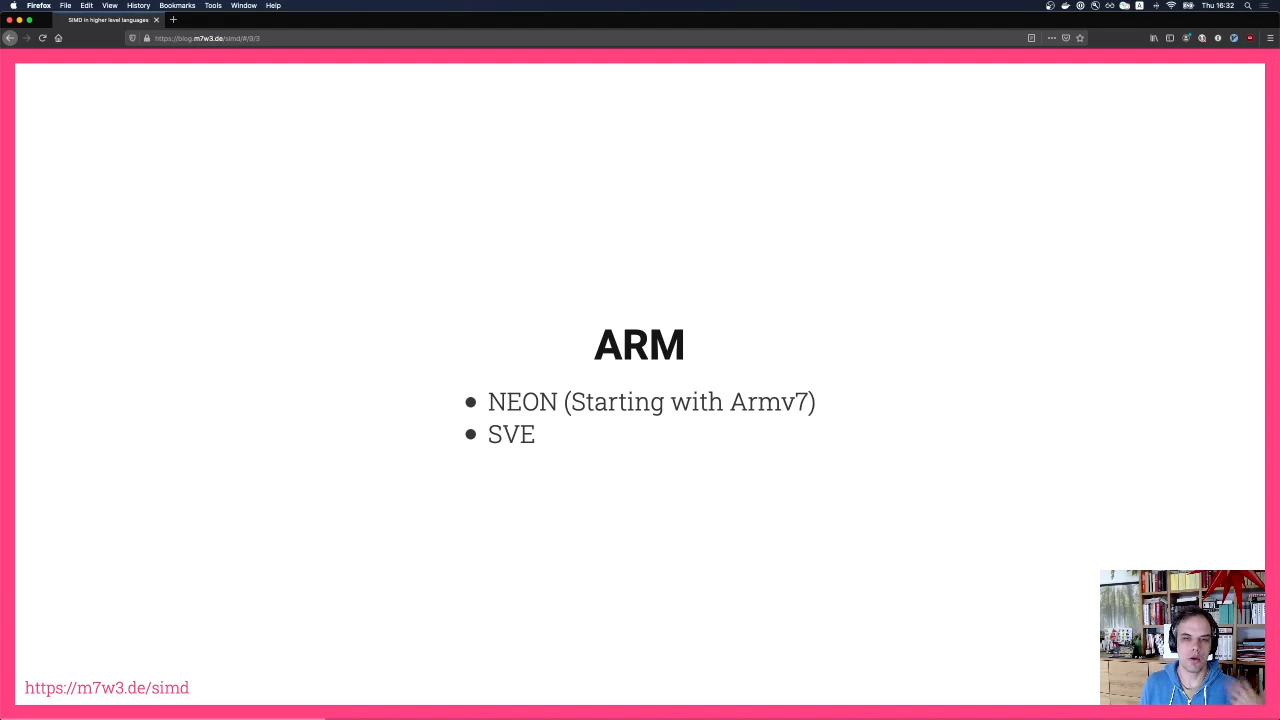 Firefox File Edit View History Bookmarks Tools Window Help Thu 16:32
SIMD in higher level languages
https://blog.m7w3.de/simd/#/9/3
ARM
NEON (Starting with Armv7)
SVE
https://m7w3.de/simd